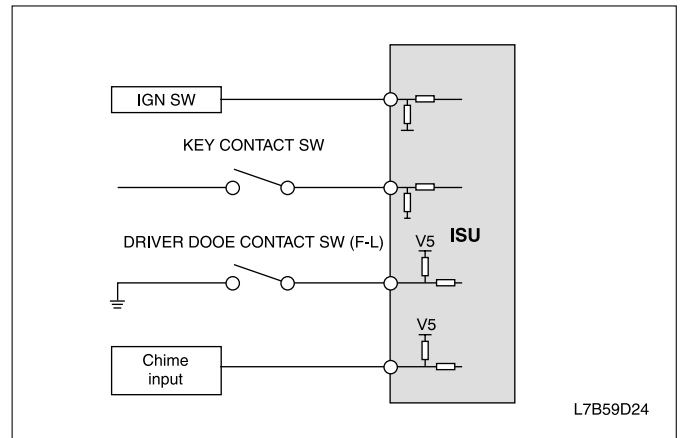 IGN SW
KEY CONTACT SW
DRIVER DOOE CONTACT SW (F-L)
V5
ISU
V5
Chime
input
L7B59D24